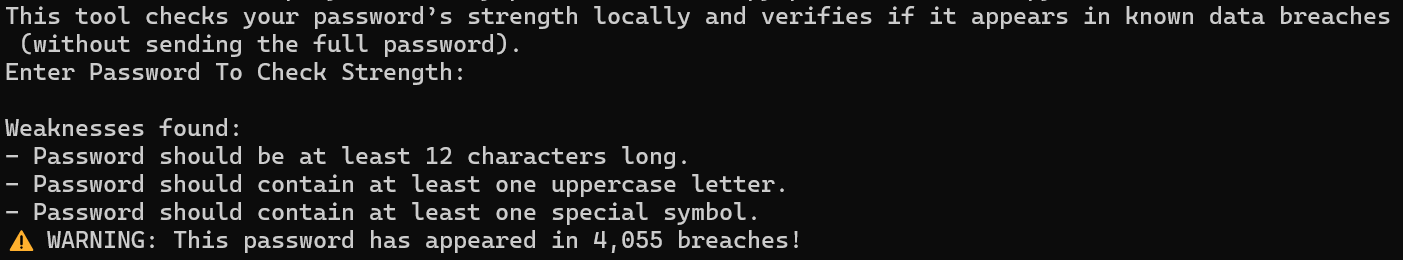 This tool checks your password’s strength locally and verifies if it appears in known data breaches
(without sending the full password).
Enter Password To Check Strength:
Weaknesses found:
- Password should be at least 12 characters long.
- Password should contain at least one uppercase letter.
- Password should contain at least one special symbol.
⚠️ WARNING: This password has appeared in 4,055 breaches!